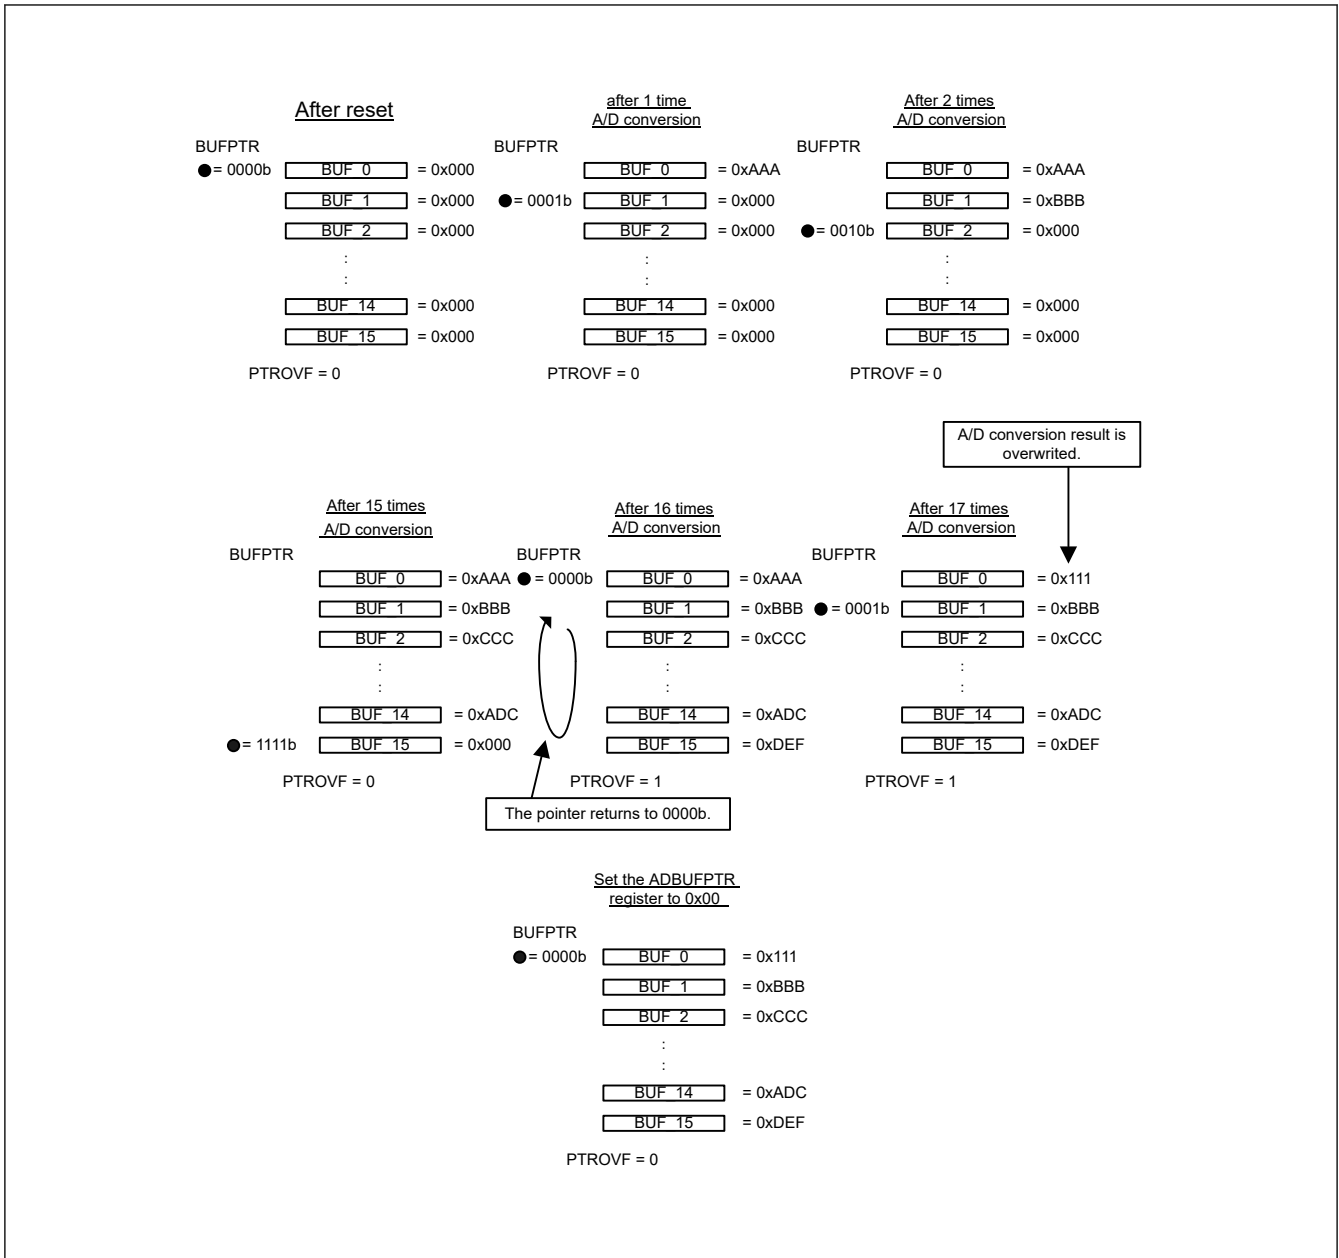 After reset
BUFPTR
= 0000b BUF_0 = 0x000
BUF_1 = 0x000
BUF_2 = 0x000
:
:
BUF_14 = 0x000
BUF_15 = 0x000
PTROVF = 0
after 1 time
A/D conversion
BUFPTR
BUF_0 = 0xAAA
= 0001b BUF_1 = 0x000
BUF_2 = 0x000
:
:
BUF_14 = 0x000
BUF_15 = 0x000
PTROVF = 0
After 2 times
A/D conversion
BUFPTR
BUF_0 = 0xAAA
BUF_1 = 0xBBB
= 0010b BUF_2 = 0x000
:
:
BUF_14 = 0x000
BUF_15 = 0x000
PTROVF = 0
After 15 times
A/D conversion
BUFPTR
BUF_0 = 0xAAA
BUF_1 = 0xBBB
BUF_2 = 0xCCC
:
:
BUF_14 = 0xADC
= 1111b BUF_15 = 0x000
PTROVF = 0
After 16 times
A/D conversion
BUFPTR
= 0000b BUF_0 = 0xAAA
BUF_1 = 0xBBB
BUF_2 = 0xCCC
:
:
BUF_14 = 0xADC
BUF_15 = 0xDEF
PTROVF = 1
The pointer returns to 0000b.
A/D conversion result is
overwrited.
After 17 times
A/D conversion
BUFPTR
BUF_0 = 0x111
= 0001b BUF_1 = 0xBBB
BUF_2 = 0xCCC
:
:
BUF_14 = 0xADC
BUF_15 = 0xDEF
PTROVF = 1
Set the ADBUFPTR
register to 0x00
BUFPTR
= 0000b BUF_0 = 0x111
BUF_1 = 0xBBB
BUF_2 = 0xCCC
:
:
BUF_14 = 0xADC
BUF_15 = 0xDEF
PTROVF = 0